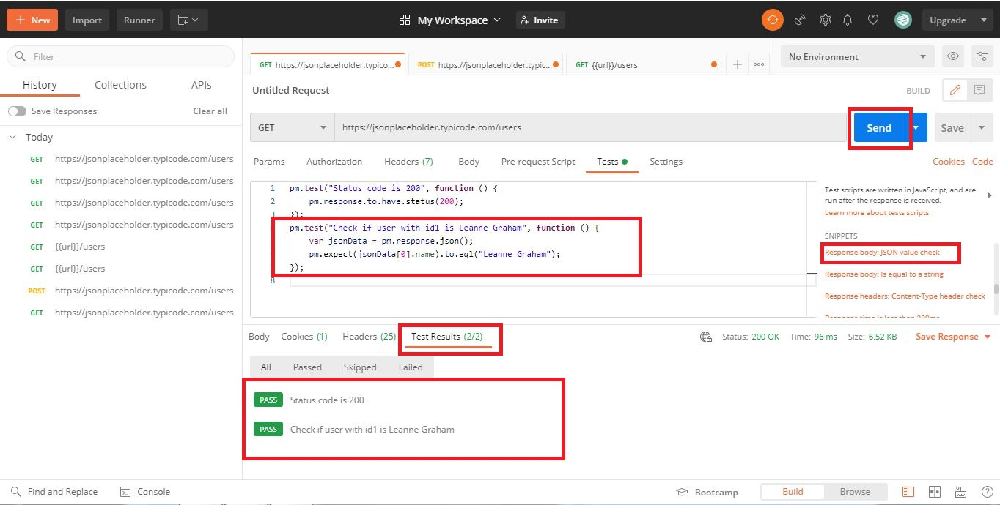 + New Import Runner My Workspace Invite Upgrade
Filter
History Collections APIs
Save Responses Clear all
Today
GET https://jsonplaceholder.typicode.com/users
GET https://jsonplaceholder.typicode.com/users
GET https://jsonplaceholder.typicode.com/users
GET https://jsonplaceholder.typicode.com/users
GET {{url}}/users
GET {{url}}/users
POST https://jsonplaceholder.typicode.com/users
GET https://jsonplaceholder.typicode.com/users
GET https://jsonplaceholder.typico... POST https://jsonplaceholder.typic... GET {{url}}/users + ooo No Environment
Untitled Request BUILD
GET https://jsonplaceholder.typicode.com/users Send Save
Params Authorization Headers (7) Body Pre-request Script Tests Settings Cookies Code
1 pm.test("Status code is 200", function () {
2 pm.response.to.have.status(200);
3 });
pm.test("Check if user with id1 is Leanne Graham", function () {
var jsonData = pm.response.json();
pm.expect(jsonData[0].name).to.eql("Leanne Graham");
});
8
Test scripts are written in JavaScript, and are
run after the response is received.
Learn more about tests scripts
SNIPPETS
Response body: JSON value check
Response body: Is equal to a string
Response headers: Content-Type header check
Response time is less than 200ms
Body Cookies (1) Headers (25) Test Results (2/2) Status: 200 OK Time: 96 ms Size: 6.52 KB Save Response
All Passed Skipped Failed
PASS Status code is 200
PASS Check if user with id1 is Leanne Graham
Find and Replace Console Bootcamp Build Browse